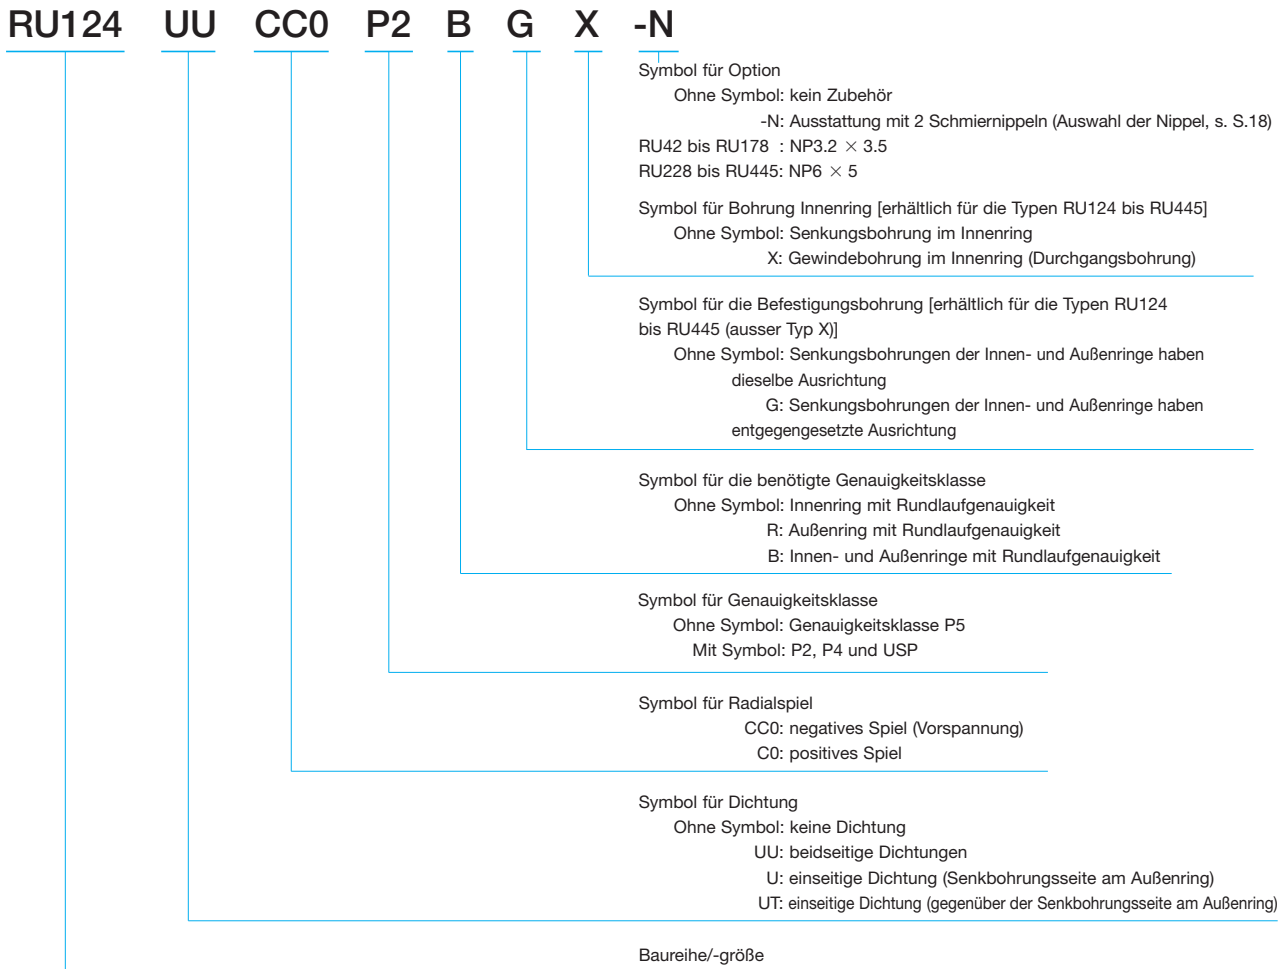 RU124 UU CC0 P2 B G X -N
Symbol für Option
Ohne Symbol: kein Zubehör
-N: Ausstattung mit 2 Schmiernippeln (Auswahl der Nippel, s. S.18)
RU42 bis RU178 : NP3.2 × 3.5
RU228 bis RU445: NP6 × 5
Symbol für Bohrung Innenring [erhältlich für die Typen RU124 bis RU445]
Ohne Symbol: Senkungsbohrung im Innenring
X: Gewindebohrung im Innenring (Durchgangsbohrung)
Symbol für die Befestigungsbohrung [erhältlich für die Typen RU124
bis RU445 (ausser Typ X)]
Ohne Symbol: Senkungsbohrungen der Innen- und Außenringe haben
dieselbe Ausrichtung
G: Senkungsbohrungen der Innen- und Außenringe haben
entgegengesetzte Ausrichtung
Symbol für die benötigte Genauigkeitsklasse
Ohne Symbol: Innenring mit Rundlaufgenauigkeit
R: Außenring mit Rundlaufgenauigkeit
B: Innen- und Außenringe mit Rundlaufgenauigkeit
Symbol für Genauigkeitsklasse
Ohne Symbol: Genauigkeitsklasse P5
Mit Symbol: P2, P4 und USP
Symbol für Radialspiel
CC0: negatives Spiel (Vorspannung)
C0: positives Spiel
Symbol für Dichtung
Ohne Symbol: keine Dichtung
UU: beidseitige Dichtungen
U: einseitige Dichtung (Senkbohrungsseite am Außenring)
UT: einseitige Dichtung (gegenüber der Senkbohrungsseite am Außenring)
Baureihe/-größe